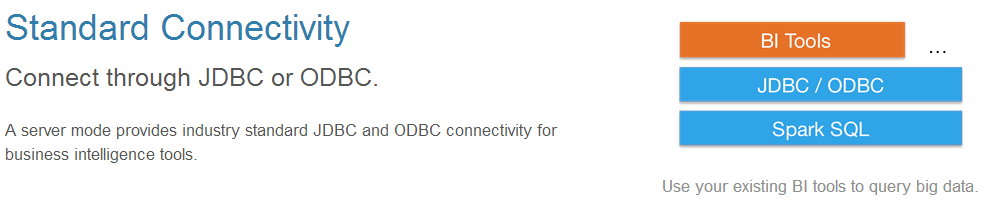 Standard Connectivity
Connect through JDBC or ODBC.
A server mode provides industry standard JDBC and ODBC connectivity for
business intelligence tools.
BI Tools
...
JDBC / ODBC
Spark SQL
Use your existing BI tools to query big data.